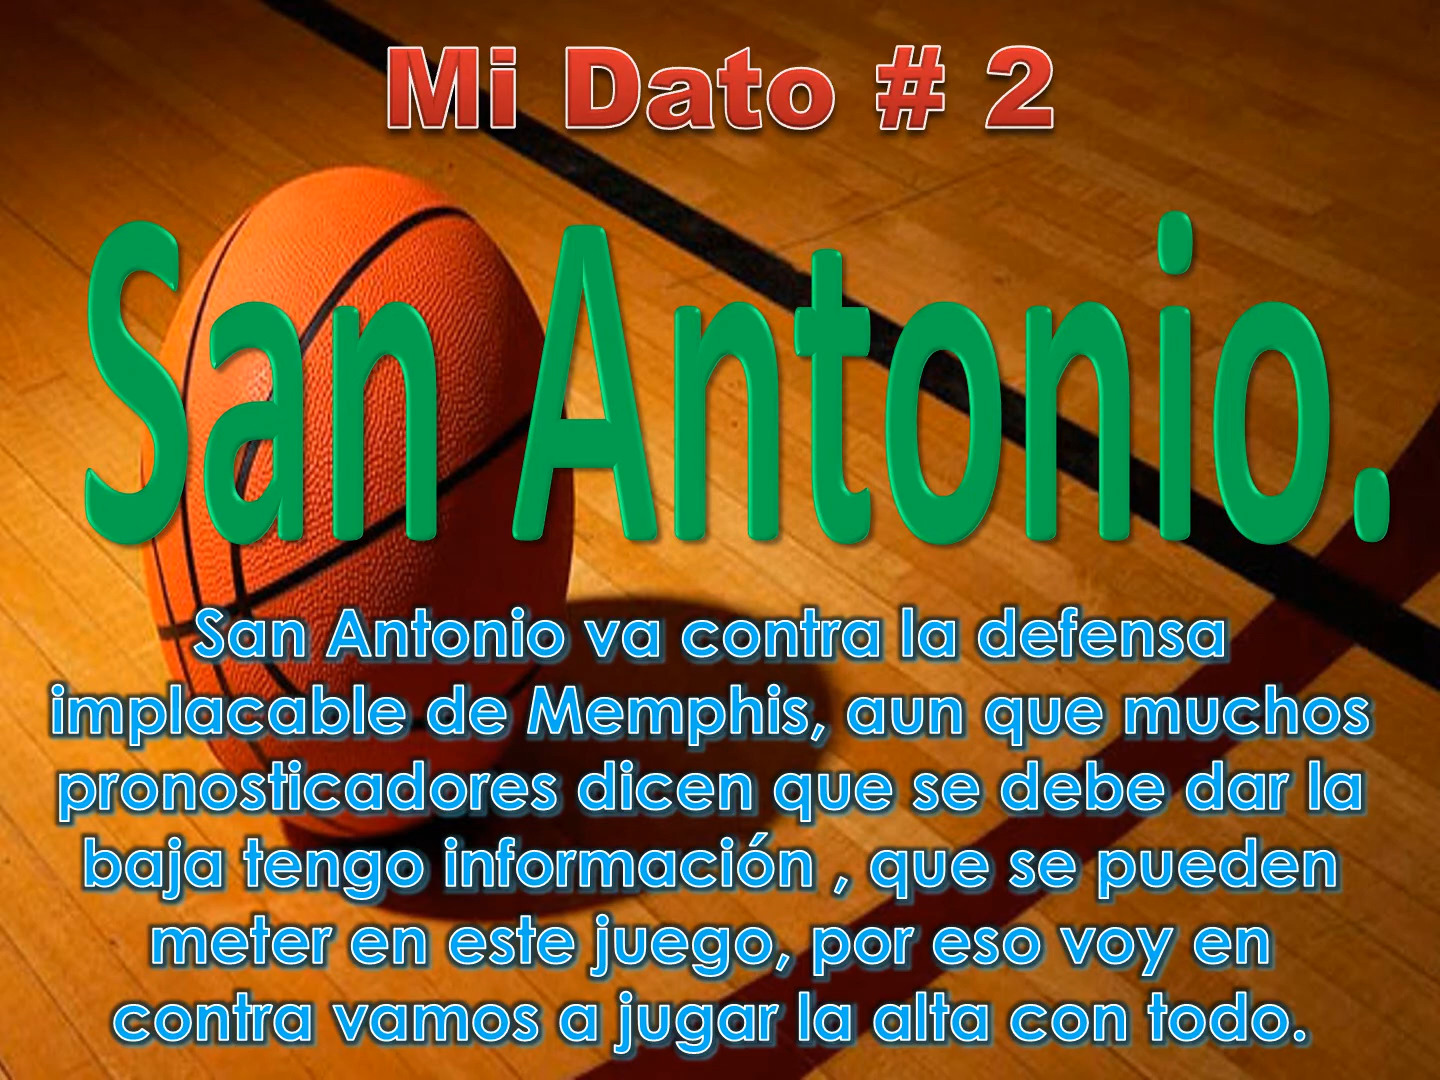 Mi Dato # 2
San Antonio.
San Antonio va contra la defensa
implacable de Memphis, aun que muchos
pronosticadores dicen que se debe dar la
baja tengo información , que se pueden
meter en este juego, por eso voy en
contra vamos a jugar la alta con todo.